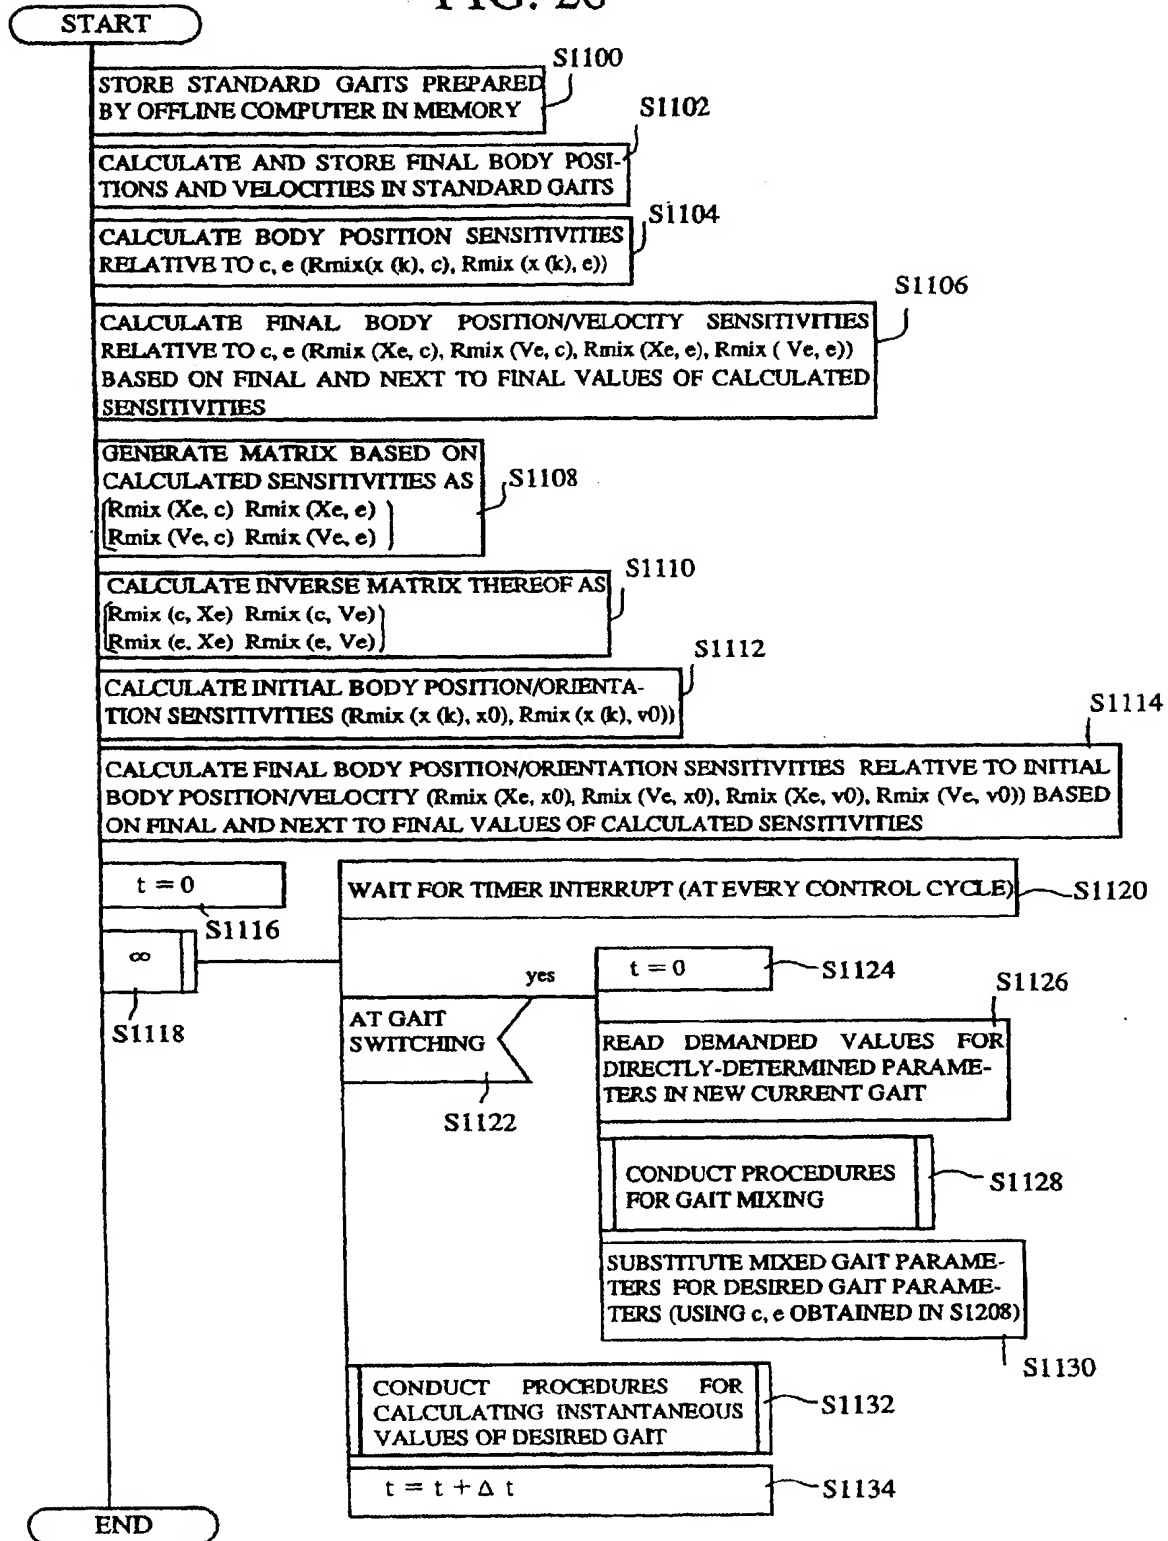 START
S1100
STORE STANDARD GAITS PREPARED
BY OFFLINE COMPUTER IN MEMORY
S1102
CALCULATE AND STORE FINAL BODY POSI-
TIONS AND VELOCITIES IN STANDARD GAITS
S1104
CALCULATE BODY POSITION SENSITIVITIES
RELATIVE TO c, e (Rmix(x (k), c), Rmix (x (k), e))
S1106
CALCULATE FINAL BODY POSITION/VELOCITY SENSITIVITIES
RELATIVE TO c, e (Rmix (Xe, c), Rmix (Ve, c), Rmix (Xe, e), Rmix ( Ve, e))
BASED ON FINAL AND NEXT TO FINAL VALUES OF CALCULATED
SENSITIVITIES
GENERATE MATRIX BASED ON
CALCULATED SENSITIVITIES AS
S1108
Rmix (Xe, c) Rmix (Xe, e)
Rmix (Ve, c) Rmix (Ve, e)
S1110
CALCULATE INVERSE MATRIX THEREOF AS
Rmix (c, Xe) Rmix (c, Ve)
Rmix (e. Xe) Rmix (e, Ve)
S1112
CALCULATE INITIAL BODY POSITION/ORIENTA-
TION SENSITIVITIES (Rmix (x (k), x0), Rmix (x (k), v0))
S1114
CALCULATE FINAL BODY POSITION/ORIENTATION SENSITIVITIES RELATIVE TO INITIAL
BODY POSITION/VELOCITY (Rmix (Xe, x0), Rmix (Ve, x0), Rmix (Xe, v0), Rmix (Ve, v0)) BASED
ON FINAL AND NEXT TO FINAL VALUES OF CALCULATED SENSITIVITIES
t = 0
S1116
∞
S1118
WAIT FOR TIMER INTERRUPT (AT EVERY CONTROL CYCLE)
S1120
AT GAIT
SWITCHING
yes
S1122
t = 0
S1124
S1126
READ DEMANDED VALUES FOR
DIRECTLY-DETERMINED PARAME-
TERS IN NEW CURRENT GAIT
CONDUCT PROCEDURES
FOR GAIT MIXING
S1128
SUBSTITUTE MIXED GAIT PARAME-
TERS FOR DESIRED GAIT PARAME-
TERS (USING c, e OBTAINED IN S1208)
S1130
CONDUCT PROCEDURES FOR
CALCULATING INSTANTANEOUS
VALUES OF DESIRED GAIT
S1132
t = t + Δ t
S1134
END